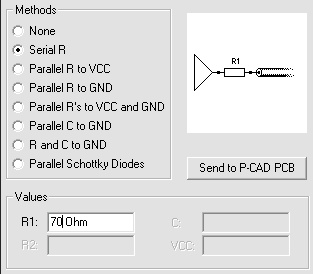 Methods
None
Serial R
R1
Parallel R to VCC
Parallel R to GND
Parallel R's to VCC and GND
Parallel C to GND
R and C to GND
Parallel Schottky Diodes
Send to P-CAD PCB
Values
R1: 70 Ohm C:
R2: VCC: